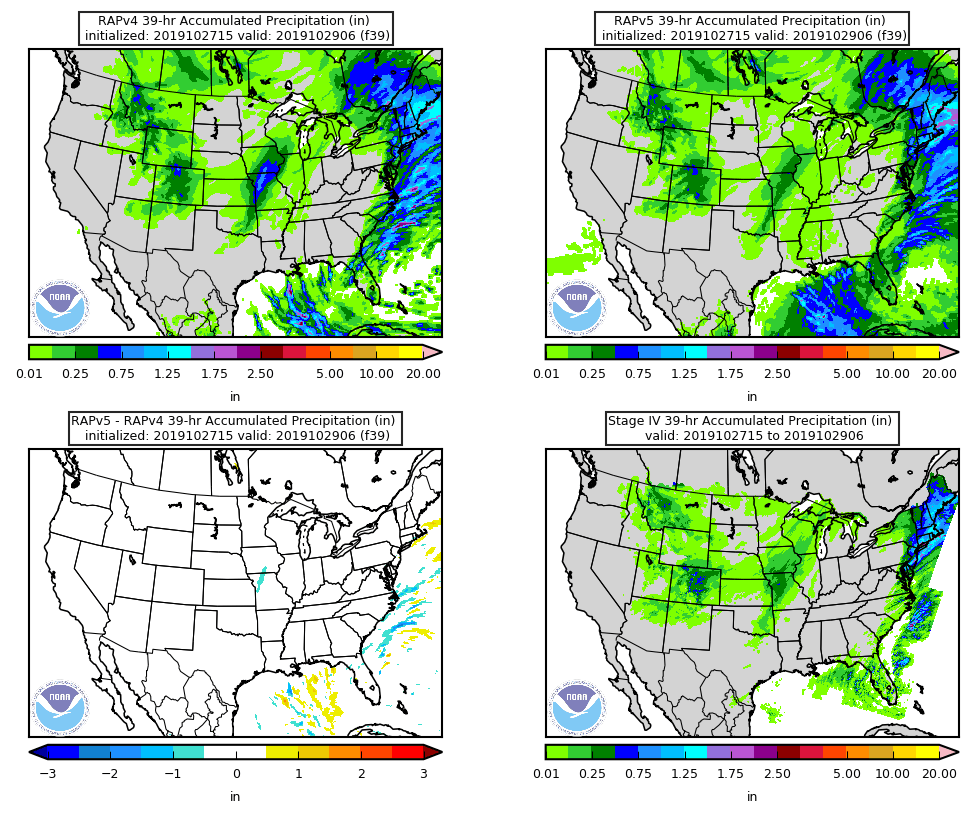 RAPv4 39-hr Accumulated Precipitation (in)
initialized: 2019102715 valid: 2019102906 (f39)
RAPv5 39-hr Accumulated Precipitation (in)
initialized: 2019102715 valid: 2019102906 (f39)
NOAA
NOAA
0.01 0.25 0.75 1.25 1.75 2.50 5.00 10.00 20.00
in
0.01 0.25 0.75 1.25 1.75 2.50 5.00 10.00 20.00
in
RAPv5 - RAPv4 39-hr Accumulated Precipitation (in)
initialized: 2019102715 valid: 2019102906 (f39)
Stage IV 39-hr Accumulated Precipitation (in)
valid: 2019102715 to 2019102906
NOAA
NOAA
−3 −2 −1 0 1 2 3
in
0.01 0.25 0.75 1.25 1.75 2.50 5.00 10.00 20.00
in